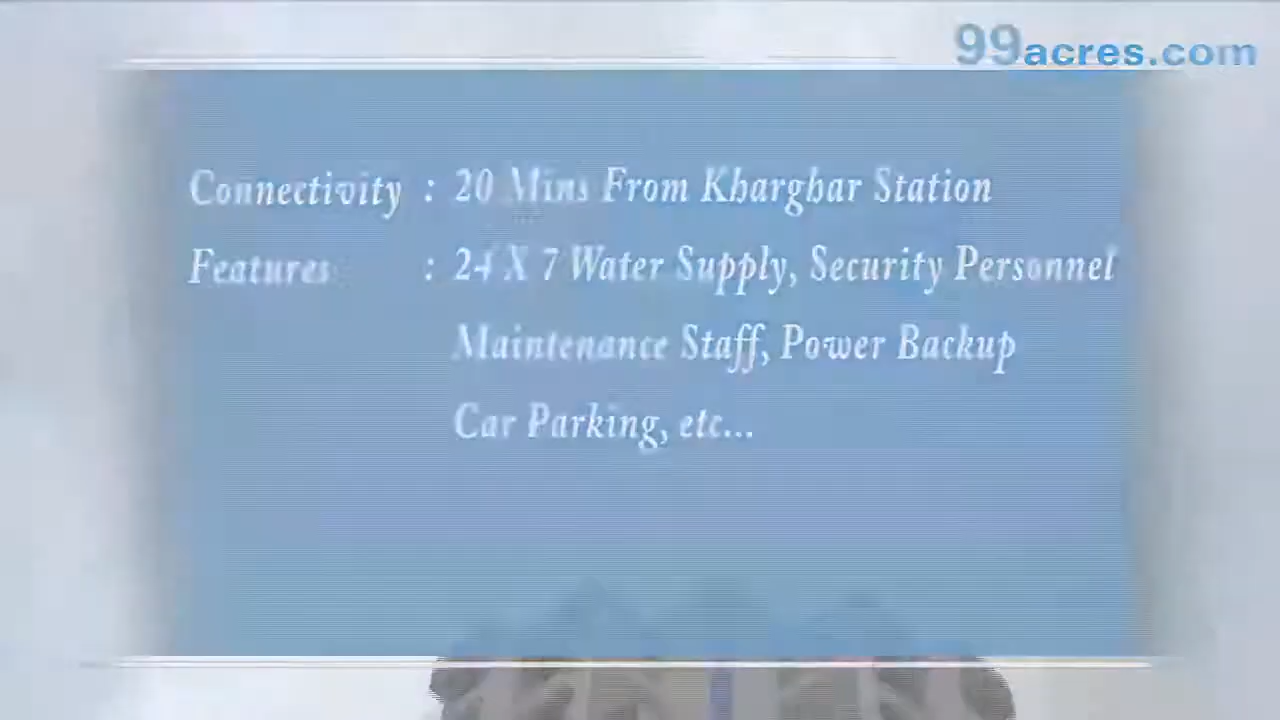 99acres.com
Connectivity : 20 Mins From Kharghar Station
Features : 24 X 7 Water Supply, Security Personnel
Maintenance Staff, Power Backup
Car Parking, etc...